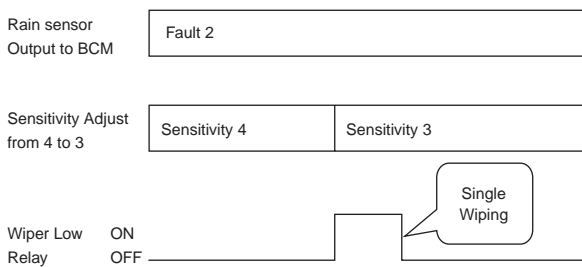 Rain sensor
Output to BCM
Fault 2
Sensitivity Adjust
from 4 to 3
Sensitivity 4
Sensitivity 3
Single
Wiping
Wiper Low ON
Relay OFF